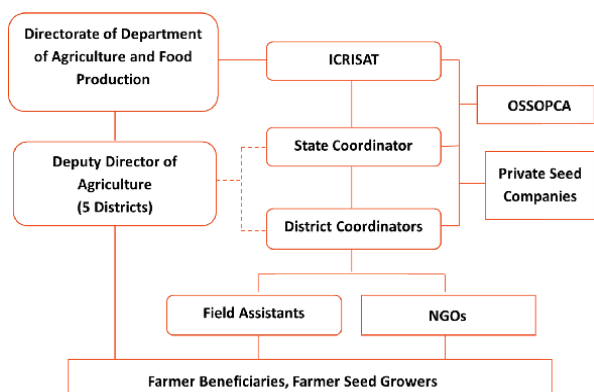 Directorate of Department
of Agriculture and Food
Production
ICRISAT
OSSOPCA
State Coordinator
Deputy Director of
Agriculture
(5 Districts)
Private Seed
Companies
District Coordinators
Field Assistants
NGOs
Farmer Beneficiaries, Farmer Seed Growers